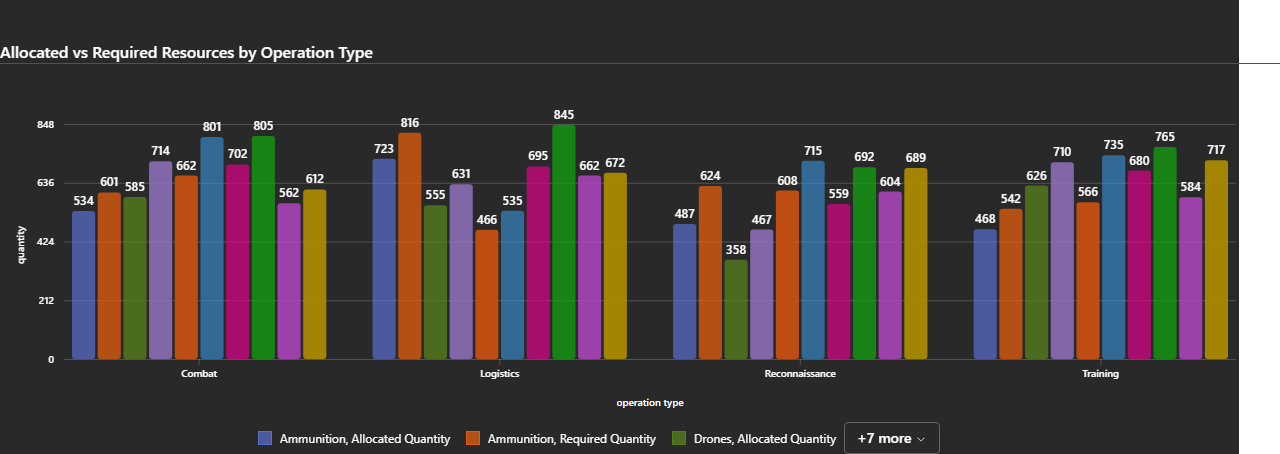 Allocated vs Required Resources by Operation Type
848
636
424
212
0
quantity
534 601 585 714 662 801 702 805 562 612
723 816 555 631 466 535 695 845 662 672
487 624 358 467 608 715 559 692 604 689
468 542 626 710 566 735 680 765 584 717
Combat Logistics Reconnaissance Training
operation type
Ammunition, Allocated Quantity Ammunition, Required Quantity Drones, Allocated Quantity +7 more